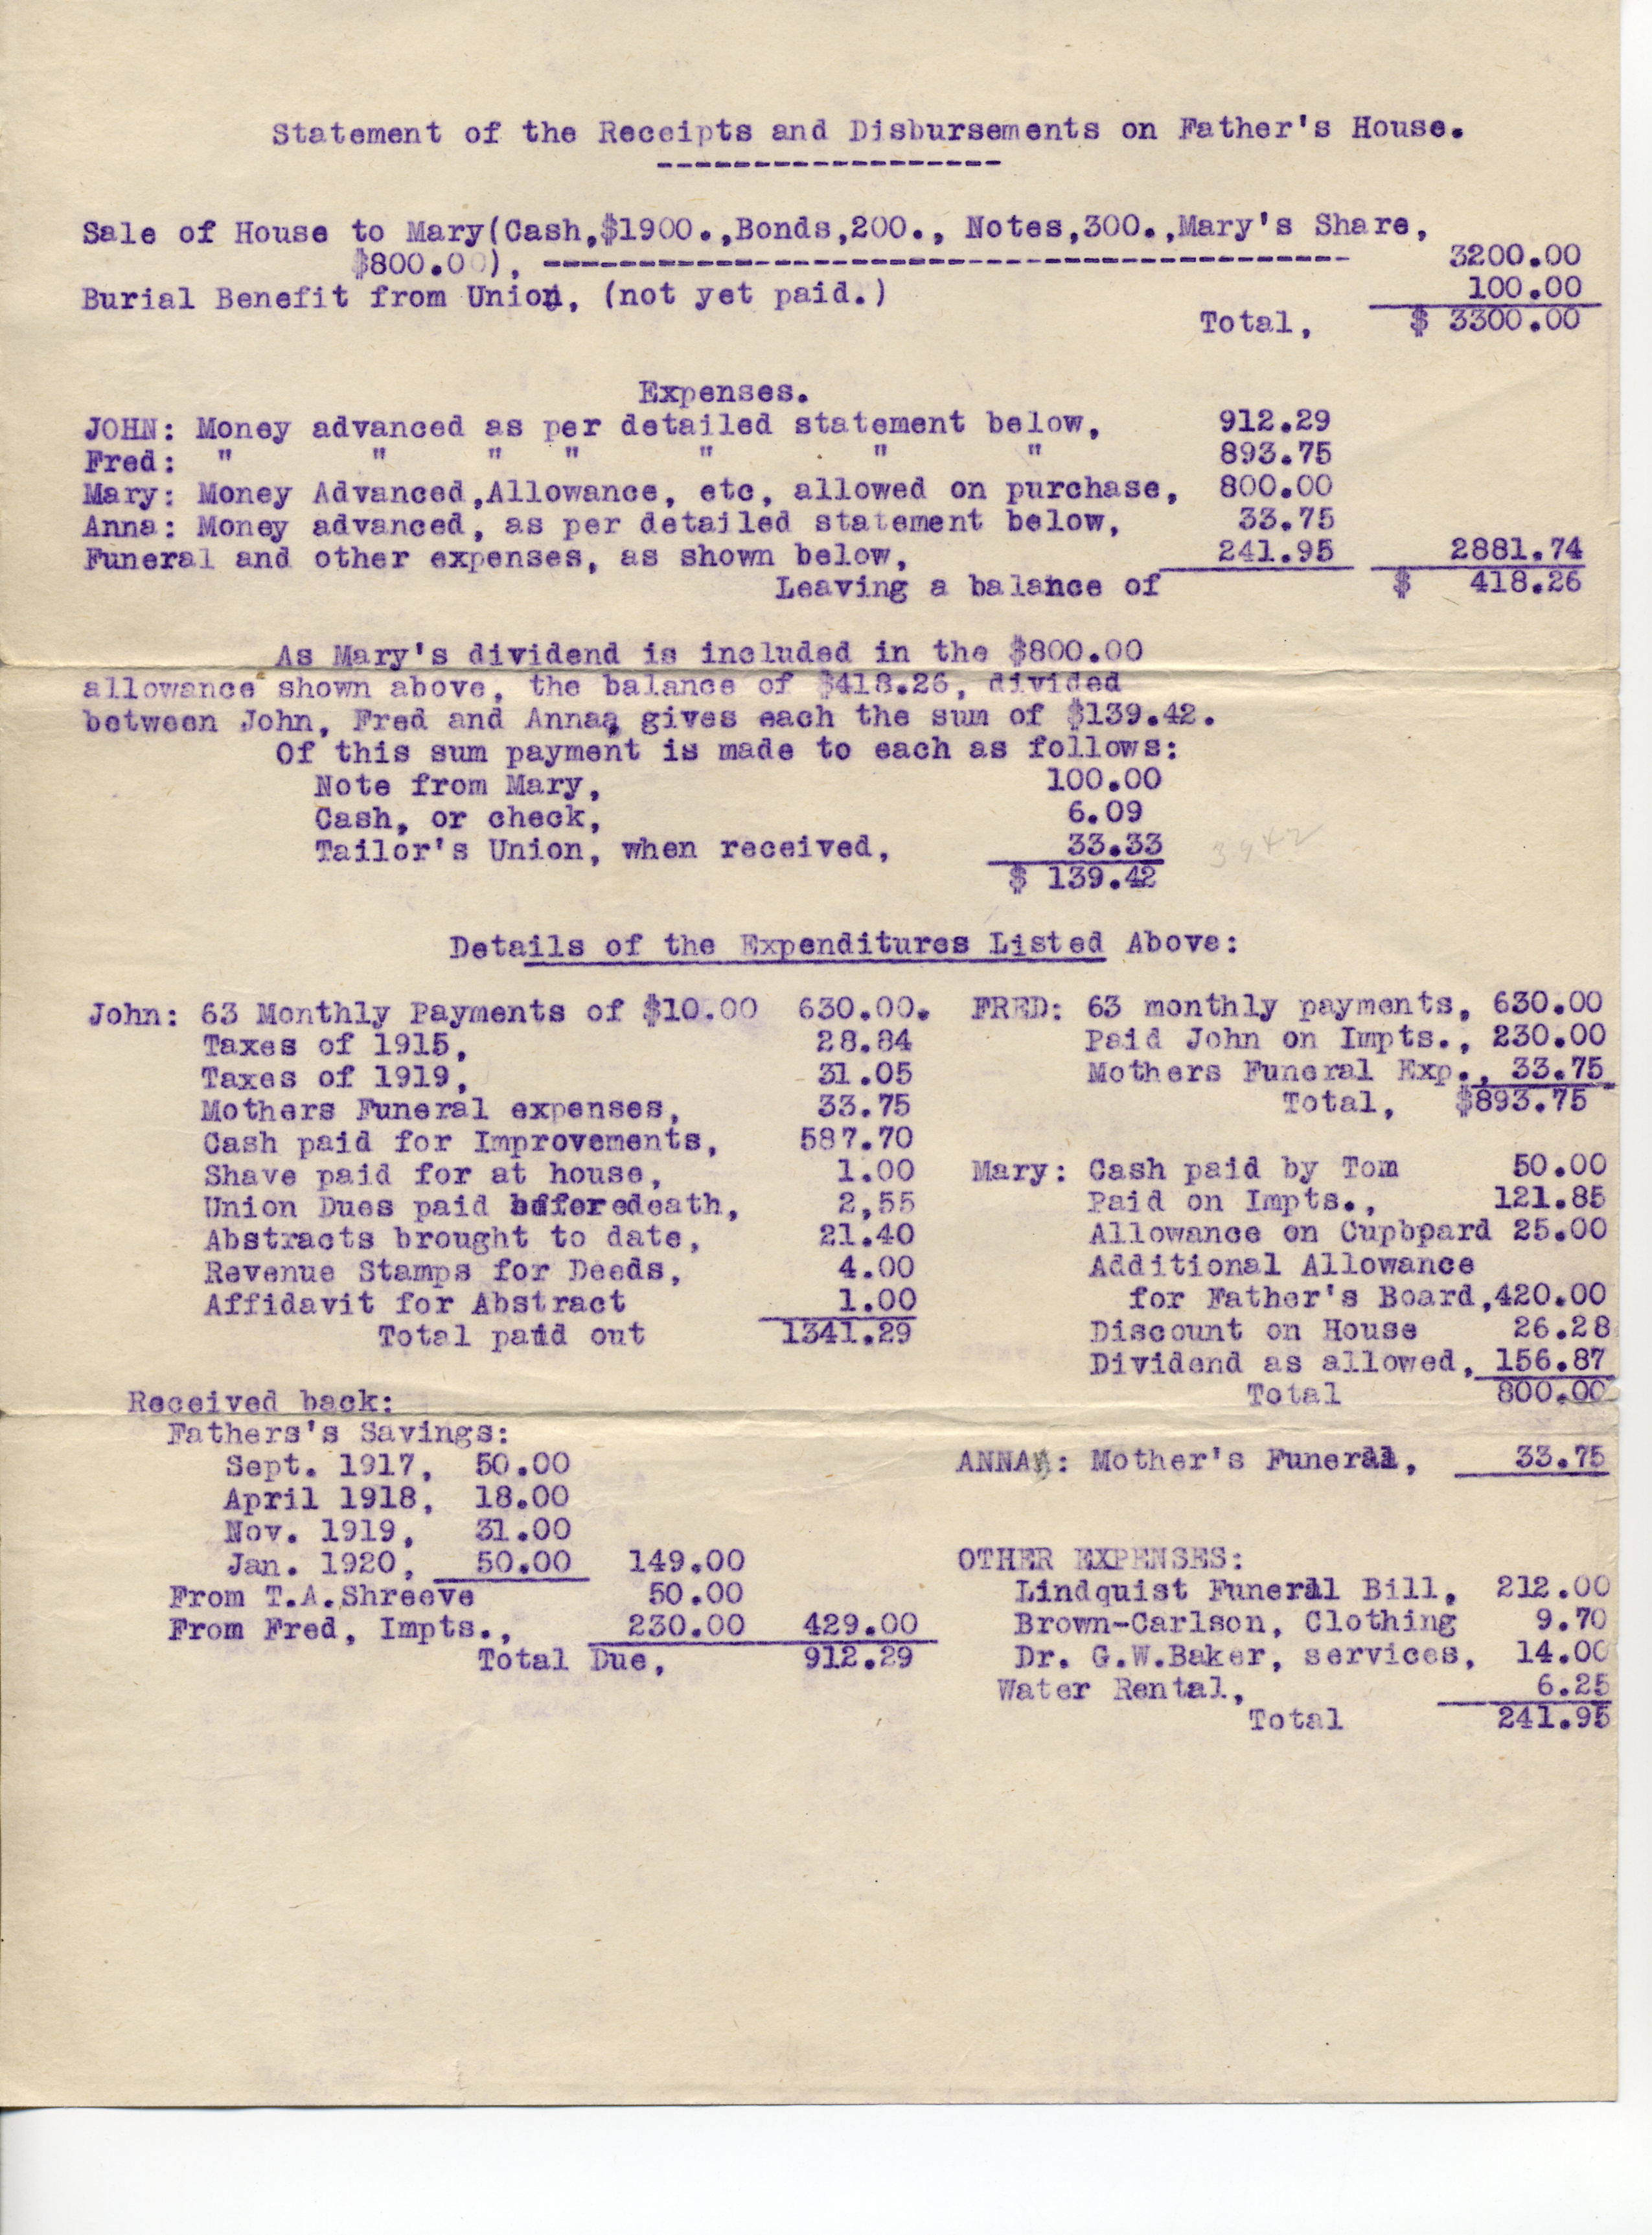 Statement of the Receipts and Disbursements on Father's House.
-------------------
Sale of House to Mary(Cash,$1900.,Bonds,200., Notes,300.,Mary's Share,
$800.00), ------------------------------------------- 3200.00
Burial Benefit from Union, (not yet paid.) 100.00
Total, $ 3300.00
Expenses.
JOHN: Money advanced as per detailed statement below, 912.29
Fred: " " " " " " " 893.75
Mary: Money Advanced,Allowance, etc, allowed on purchase, 800.00
Anna: Money advanced, as per detailed statement below, 33.75
Funeral and other expenses, as shown below, 241.95 2881.74
Leaving a balance of $ 418.26
As Mary's dividend is included in the $800.00
allowance shown above, the balance of $418.26, divided
between John, Fred and Anna, gives each the sum of $139.42.
Of this sum payment is made to each as follows:
Note from Mary, 100.00
Cash, or check, 6.09
Tailor's Union, when received, 33.33 3942
$ 139.42
Details of the Expenditures Listed Above:
John: 63 Monthly Payments of $10.00 630.00.
Taxes of 1915, 28.84
Taxes of 1919, 31.05
Mothers Funeral expenses, 33.75
Cash paid for Improvements, 587.70
Shave paid for at house, 1.00
Union Dues paid before death, 2,55
Abstracts brought to date, 21.40
Revenue Stamps for Deeds, 4.00
Affidavit for Abstract 1.00
Total paid out 1341.29
Received back:
Fathers's Savings:
Sept. 1917, 50.00
April 1918, 18.00
Nov. 1919, 31.00
Jan. 1920, 50.00 149.00
From T.A.Shreeve 50.00
From Fred, Impts., 230.00 429.00
Total Due, 912.29
FRED: 63 monthly payments, 630.00
Paid John on Impts., 230.00
Mothers Funeral Exp., 33.75
Total, $893.75
Mary: Cash paid by Tom 50.00
Paid on Impts., 121.85
Allowance on Cupbpard 25.00
Additional Allowance
for Father's Board,420.00
Discount on House 26.28
Dividend as allowed, 156.87
Total 800.00
ANNA: Mother's Funeral, 33.75
OTHER EXPENSES:
Lindquist Funeral Bill, 212.00
Brown-Carlson, Clothing 9.70
Dr. G.W.Baker, services, 14.00
Water Rental, 6.25
Total 241.95